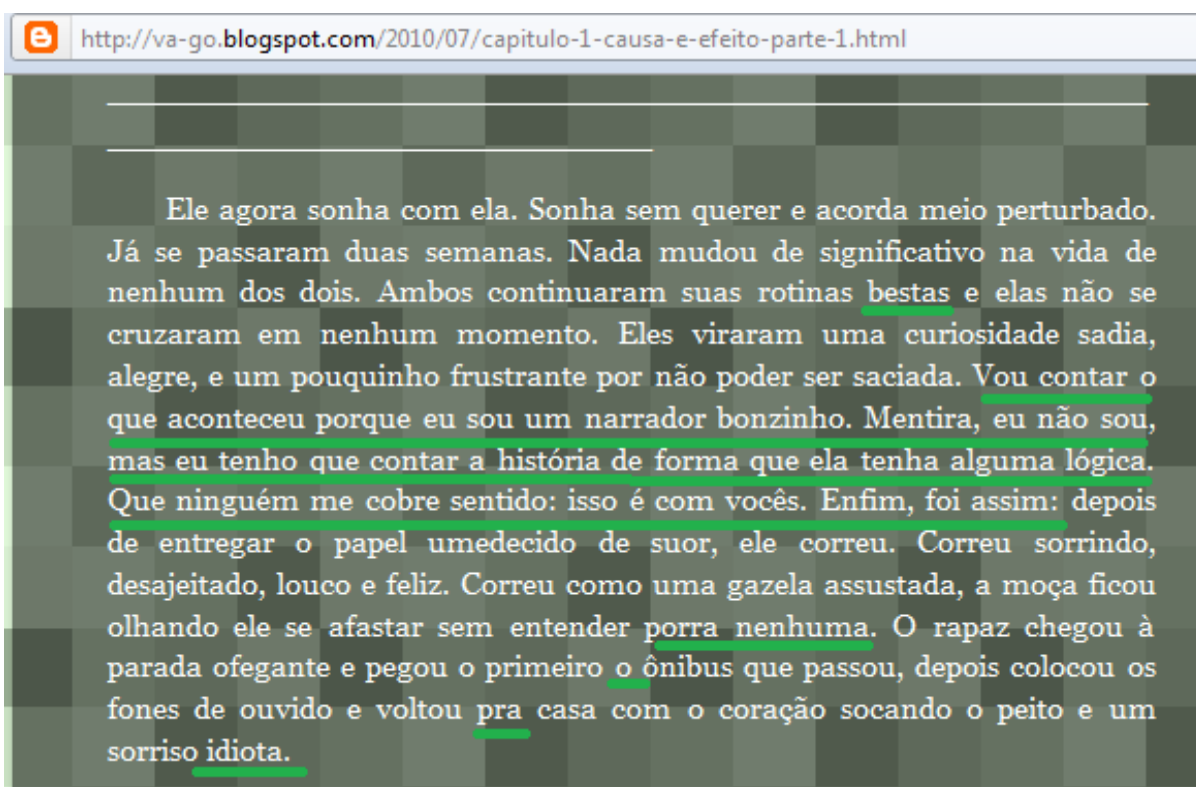 http://va-go.blogspot.com/2010/07/capitulo-1-causa-e-efeito-parte-1.html
Ele agora sonha com ela. Sonha sem querer e acorda meio perturbado.
Já se passaram duas semanas. Nada mudou de significativo na vida de
nenhum dos dois. Ambos continuaram suas rotinas bestas e elas não se
cruzaram em nenhum momento. Eles viraram uma curiosidade sadia,
alegre, e um pouquinho frustrante por não poder ser saciada. Vou contar o
que aconteceu porque eu sou um narrador bonzinho. Mentira, eu não sou,
mas eu tenho que contar a história de forma que ela tenha alguma lógica.
Que ninguém me cobre sentido: isso é com vocês. Enfim, foi assim: depois
de entregar o papel umedecido de suor, ele correu. Correu sorrindo,
desajeitado, louco e feliz. Correu como uma gazela assustada, a moça ficou
olhando ele se afastar sem entender porra nenhuma. O rapaz chegou à
parada ofegante e pegou o primeiro o ônibus que passou, depois colocou os
fones de ouvido e voltou pra casa com o coração socando o peito e um
sorriso idiota.